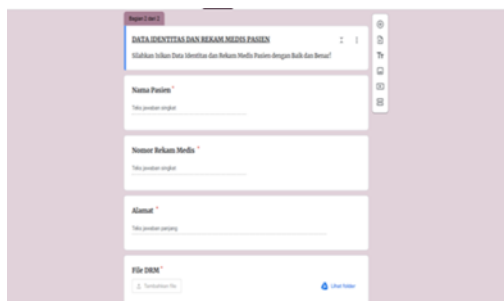 Bagian 2 dari 2
DATA IDENTITAS DAN REKAM MEDIS PASIEN
Silahkan Isikan Data Identitas dan Rekam Medis Pasien dengan Baik dan Benar!
Nama Pasien *
Teks jawaban singkat
Nomor Rekam Medis *
Teks jawaban singkat
Alamat *
Teks jawaban panjang
File DRM *
Tambahkan file
Lihat folder